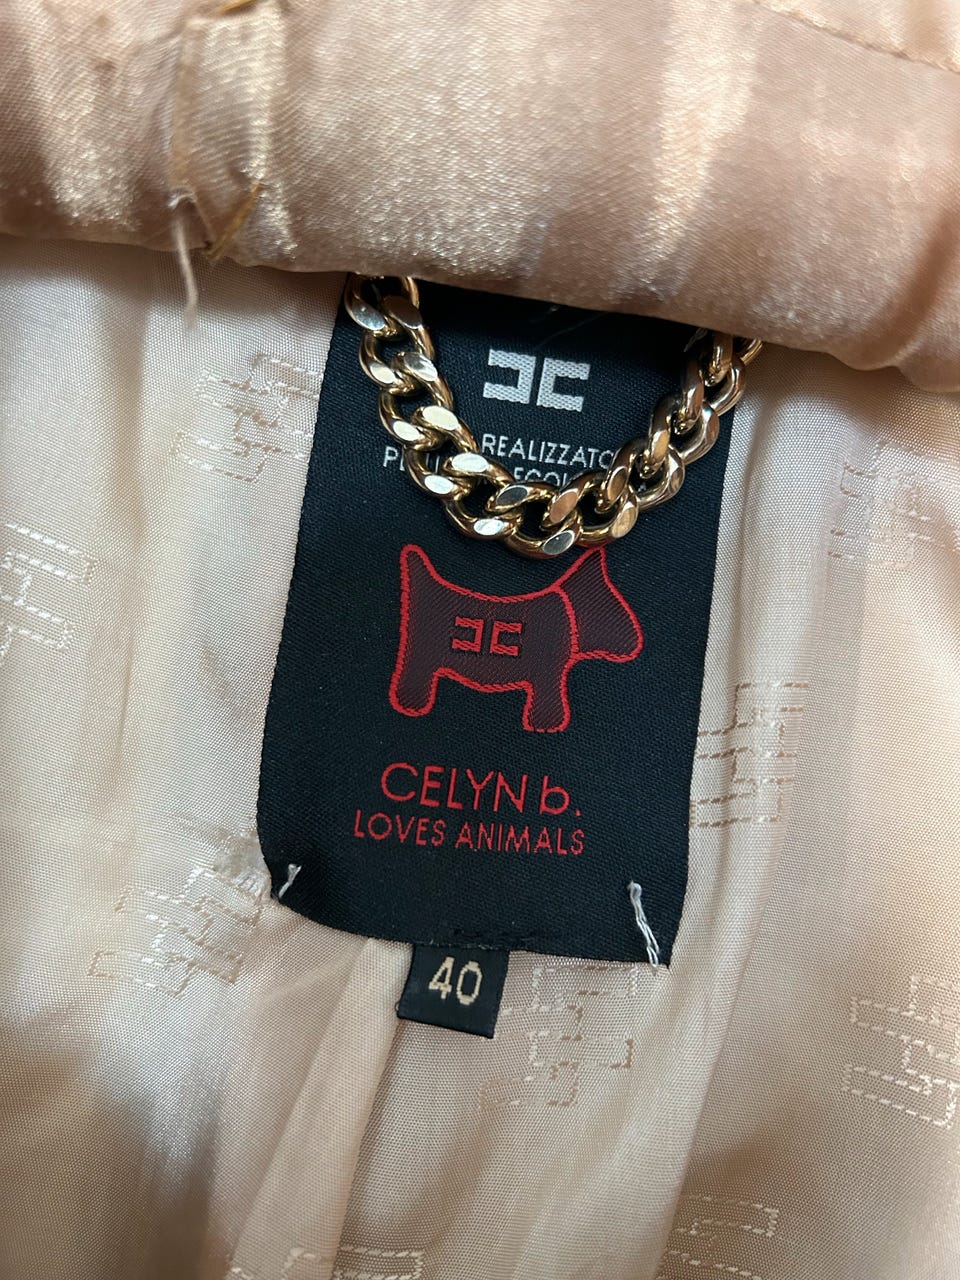 REALIZZATO
CELYN b.
LOVES ANIMALS
40